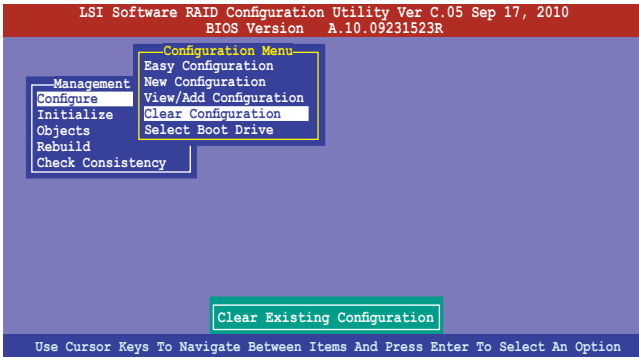 LSI Software RAID Configuration Utility Ver C.05 Sep 17, 2010
BIOS Version A.10.09231523R
Management
Configure
Initialize
Objects
Rebuild
Check Consistency
Configuration Menu
Easy Configuration
New Configuration
View/Add Configuration
Clear Configuration
Select Boot Drive
Clear Existing Configuration
Use Cursor Keys To Navigate Between Items And Press Enter To Select An Option